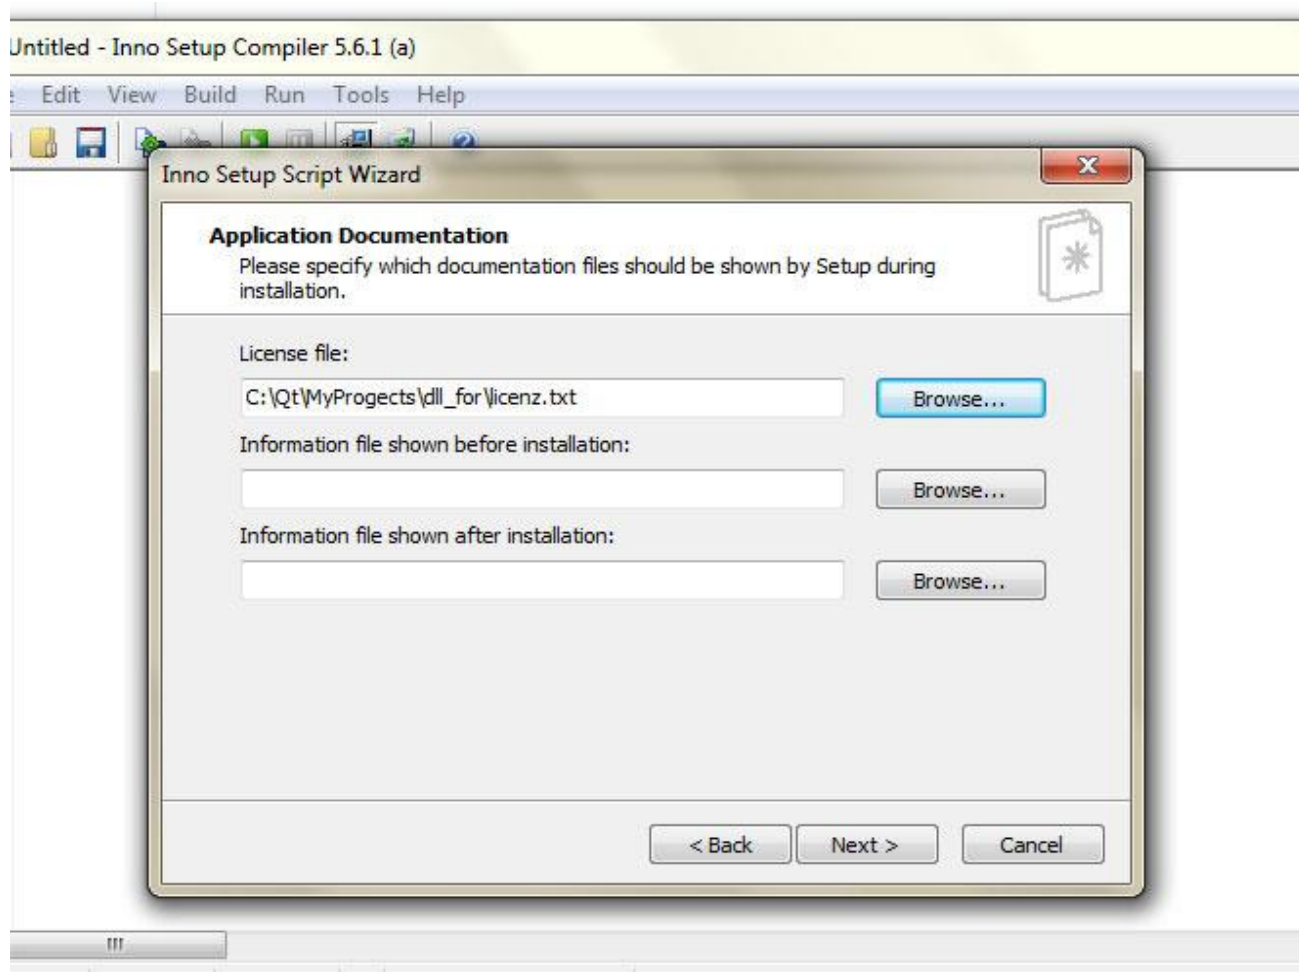 Untitled - Inno Setup Compiler 5.6.1 (a)
Edit View Build Run Tools Help
Inno Setup Script Wizard
Application Documentation
Please specify which documentation files should be shown by Setup during
installation.
License file:
C:\Qt\MyProgects\dll_for\licenz.txt
Browse...
Information file shown before installation:
Browse...
Information file shown after installation:
Browse...
< Back Next > Cancel